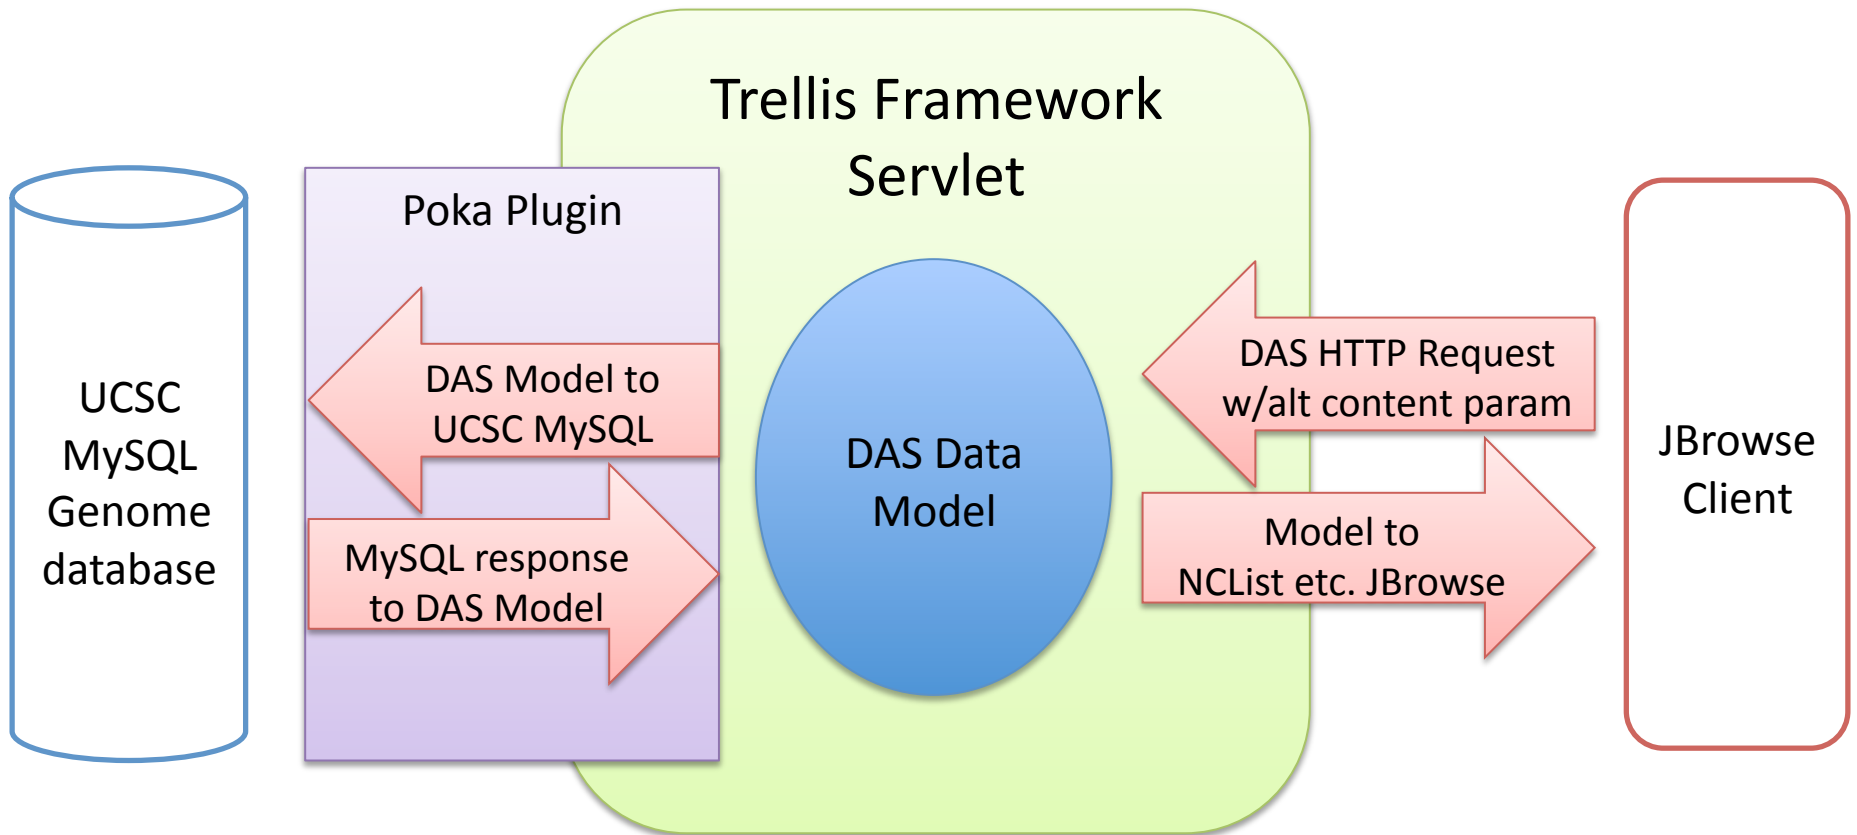 Trellis Framework
Servlet
Poka Plugin
UCSC
MySQL
Genome
database
DAS Model to
UCSC MySQL
MySQL response
to DAS Model
DAS Data
Model
DAS HTTP Request
w/alt content param
Model to
NCList etc. JBrowse
JBrowse
Client